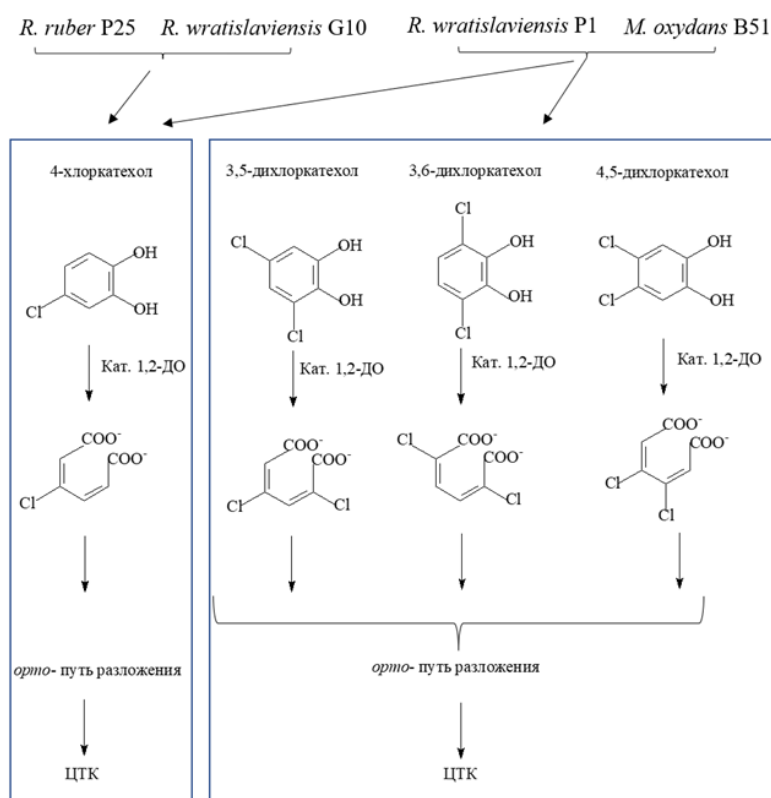 R. ruber P25 R. wratislaviensis G10 R. wratislaviensis P1 M. oxydans B51
4-хлоркатехол 3,5-дихлоркатехол 3,6-дихлоркатехол 4,5-дихлоркатехол
OH
OH
Cl
Cl
OH
OH
Cl
Cl
OH
OH
Cl
Cl
OH
Cl
OH
Кат. 1,2-ДО Кат. 1,2-ДО Кат. 1,2-ДО Кат. 1,2-ДО
COO⁻
COO⁻
Cl
COO⁻
COO⁻
Cl Cl
Cl
COO⁻
COO⁻
Cl
COO⁻
COO⁻
Cl
Cl
орто- путь разложения орто- путь разложения
ЦТК ЦТК